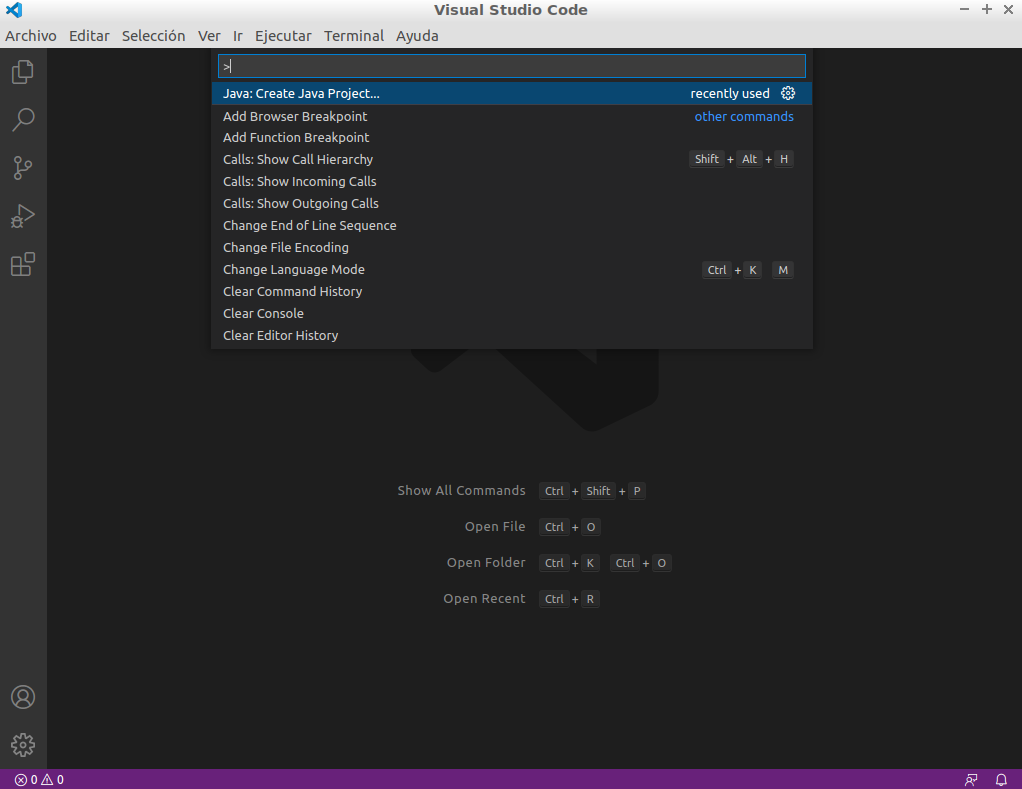 Visual Studio Code
Archivo Editar Selección Ver Ir Ejecutar Terminal Ayuda
>
Java: Create Java Project... recently used
Add Browser Breakpoint other commands
Add Function Breakpoint
Calls: Show Call Hierarchy Shift + Alt + H
Calls: Show Incoming Calls
Calls: Show Outgoing Calls
Change End of Line Sequence
Change File Encoding
Change Language Mode Ctrl + K M
Clear Command History
Clear Console
Clear Editor History
Show All Commands Ctrl + Shift + P
Open File Ctrl + O
Open Folder Ctrl + K Ctrl + O
Open Recent Ctrl + R
0 0